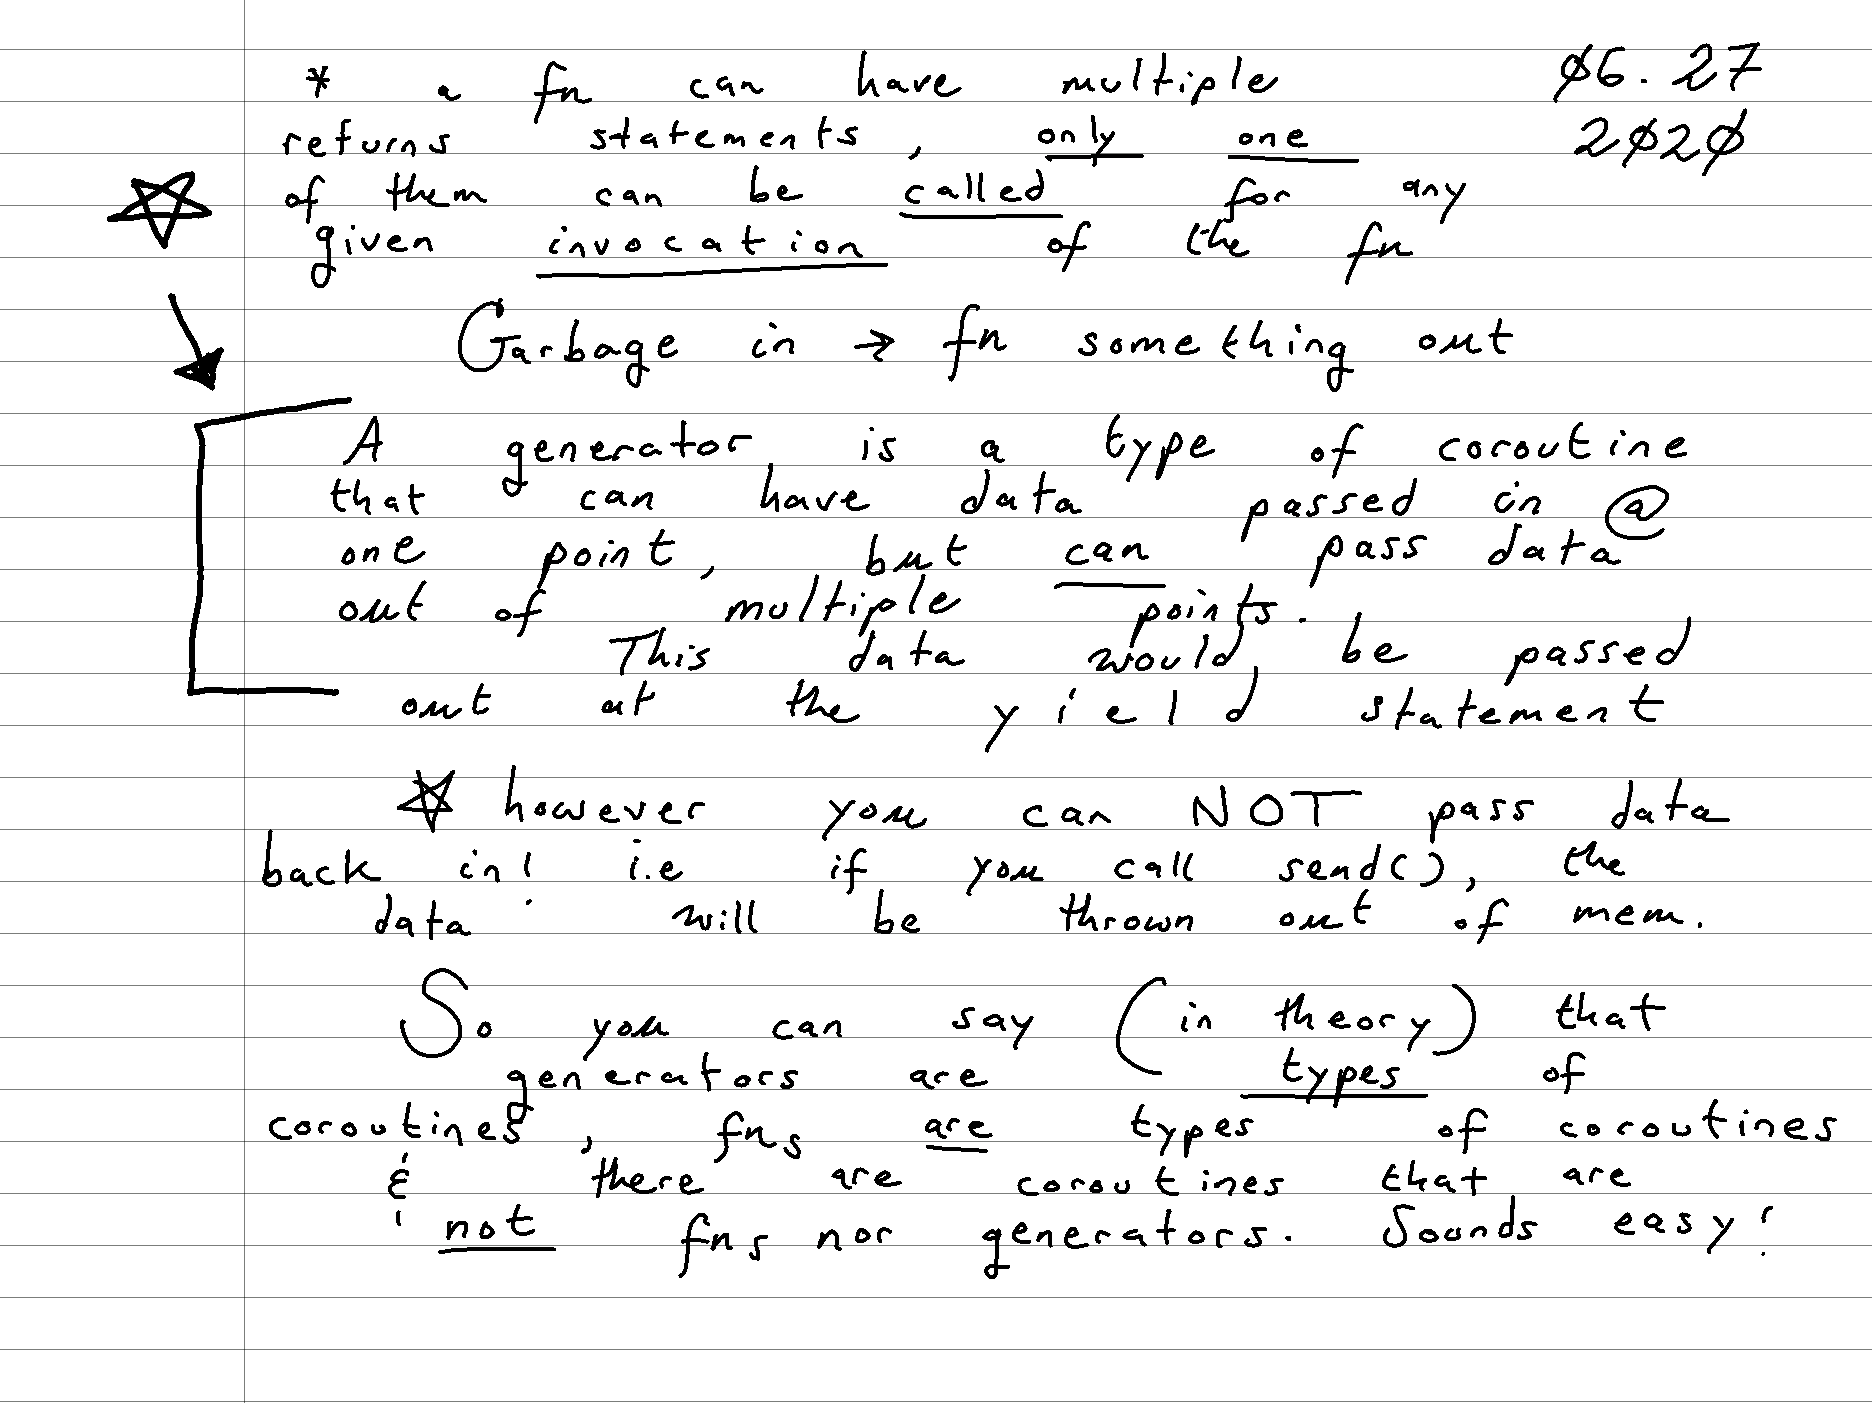 * a fn can have multiple
06.27
returns statements, only one
2020
of them can be called for any
given invocation of the fn
Garbage in → fn something out
A generator is a type of coroutine
that can have data passed in @
one point, but can pass data
out of multiple points.
This data would be passed
out at the yield statement
☆ however you can NOT pass data
back in! i.e if you call send(), the
data will be thrown out of mem.
So you can say (in theory) that
generators are types of
coroutines, fns are types of coroutines
& there are coroutines that are
not fns nor generators. Sounds easy!